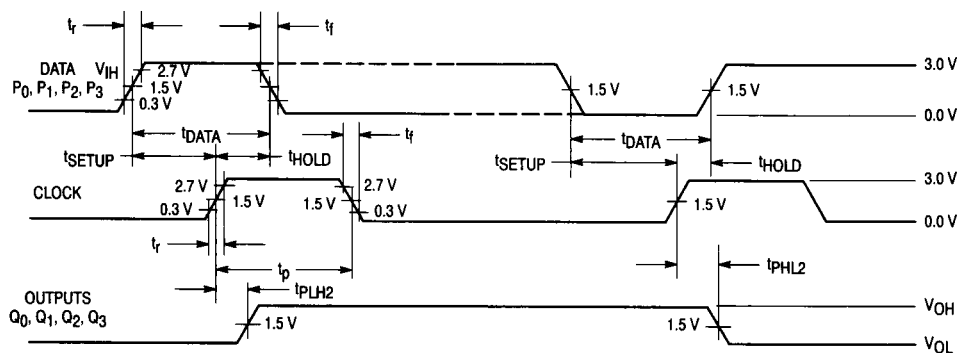 tr
tf
DATA VIH
P0, P1, P2, P3
2.7 V
1.5 V
0.3 V
1.5 V
1.5 V
3.0 V
0.0 V
tDATA
tDATA
tf
tSETUP
tHOLD
tSETUP
tHOLD
CLOCK
2.7 V
1.5 V
0.3 V
2.7 V
1.5 V
0.3 V
1.5 V
3.0 V
0.0 V
tr
tp
tPHL2
tPLH2
OUTPUTS
Q0, Q1, Q2, Q3
1.5 V
1.5 V
VOH
VOL